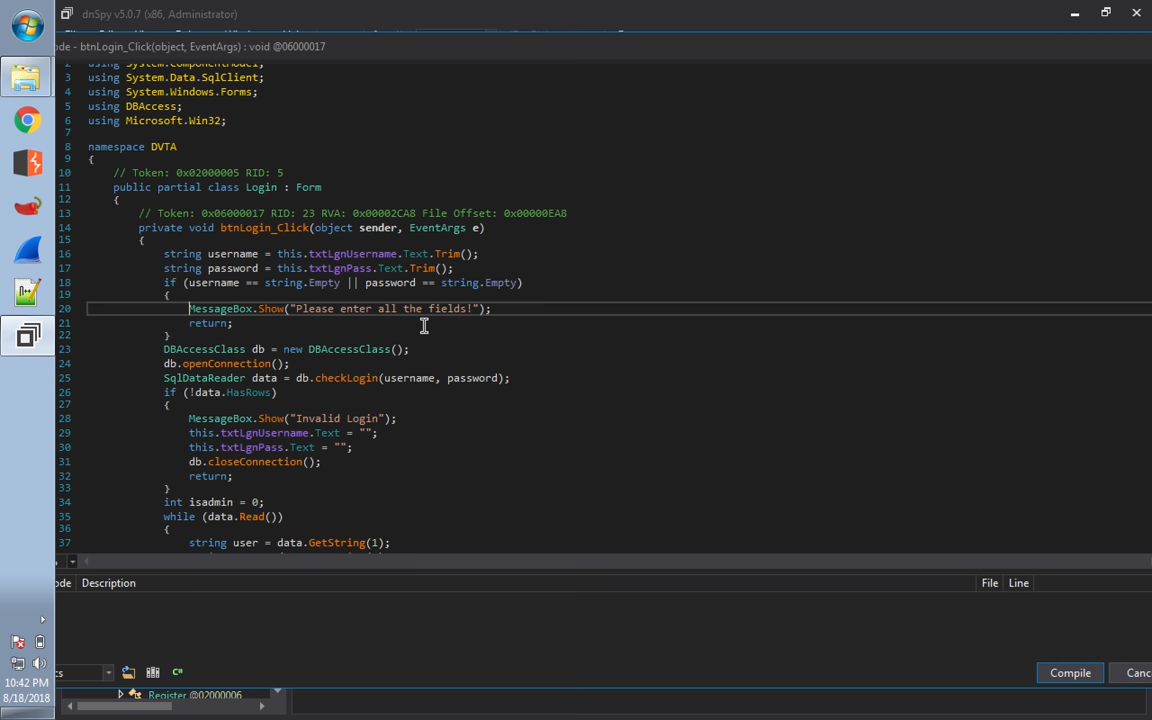 dnSpy v5.0.7 (x86, Administrator)
ode - btnLogin_Click(object, EventArgs) : void @06000017
2 using System.ComponentModel;
3 using System.Data.SqlClient;
4 using System.Windows.Forms;
5 using DBAccess;
6 using Microsoft.Win32;
7
8 namespace DVTA
9 {
10 // Token: 0x02000005 RID: 5
11 public partial class Login : Form
12 {
13 // Token: 0x06000017 RID: 23 RVA: 0x00002CA8 File Offset: 0x00000EA8
14 private void btnLogin_Click(object sender, EventArgs e)
15 {
16 string username = this.txtLgnUsername.Text.Trim();
17 string password = this.txtLgnPass.Text.Trim();
18 if (username == string.Empty || password == string.Empty)
19 {
20 MessageBox.Show("Please enter all the fields!");
21 return;
22 }
23 DBAccessClass db = new DBAccessClass();
24 db.openConnection();
25 SqlDataReader data = db.checkLogin(username, password);
26 if (!data.HasRows)
27 {
28 MessageBox.Show("Invalid Login");
29 this.txtLgnUsername.Text = "";
30 this.txtLgnPass.Text = "";
31 db.closeConnection();
32 return;
33 }
34 int isadmin = 0;
35 while (data.Read())
36 {
37 string user = data.GetString(1);
ode Description File Line
cs C# Compile Canc
10:42 PM
8/18/2018
Register @02000006